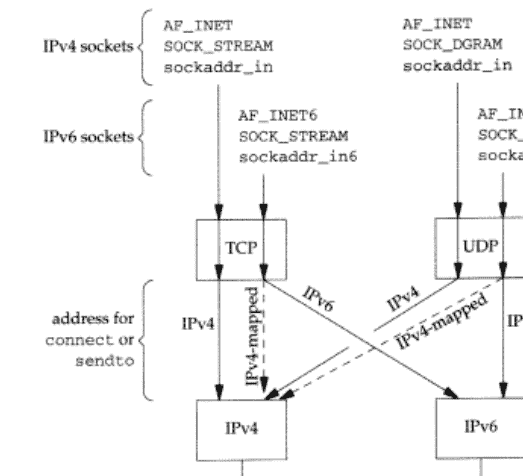 AF_INET
SOCK_STREAM
sockaddr_in
IPv4 sockets
AF_INET
SOCK_DGRAM
sockaddr_in
AF_INET6
SOCK_STREAM
sockaddr_in6
IPv6 sockets
TCP
UDP
address for
connect or
sendto
IPv4
IPv4-mapped
IPv6
IPv4
IPv4-mapped
IPv4
IPv6